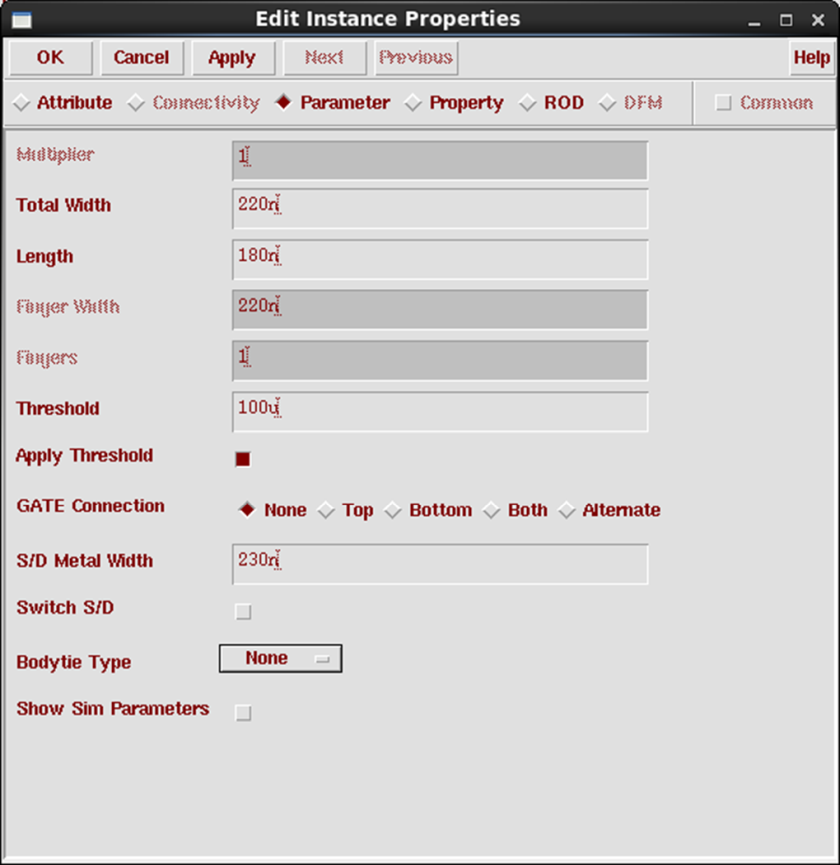 Edit Instance Properties
OK Cancel Apply Next Previous Help
Attribute Connectivity Parameter Property ROD DFM Common
Multiplier 1
Total Width 220n
Length 180n
Finger Width 220n
Fingers 1
Threshold 100u
Apply Threshold
GATE Connection None Top Bottom Both Alternate
S/D Metal Width 230n
Switch S/D
Bodytie Type None
Show Sim Parameters